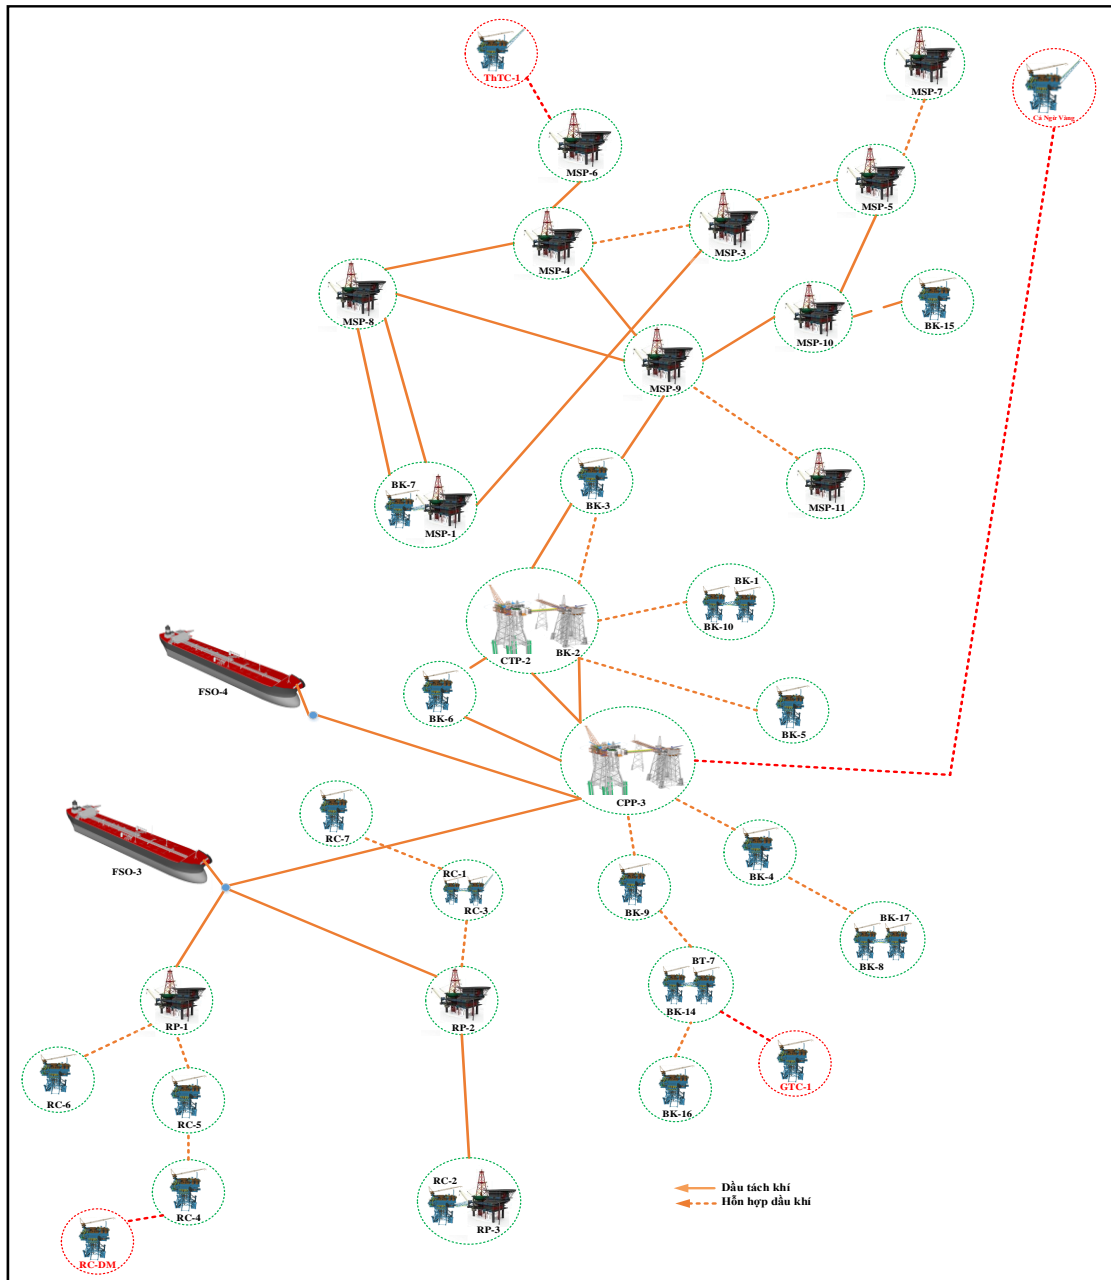 ThTC-1
MSP-7
Cá Ngừ Vàng
MSP-6
MSP-5
MSP-4
MSP-3
MSP-8
MSP-10
BK-15
MSP-9
BK-7
MSP-1
BK-3
MSP-11
BK-1
BK-10
CTP-2
BK-2
FSO-4
BK-6
BK-5
CPP-3
RC-7
FSO-3
RC-1
RC-3
BK-4
BK-9
BK-17
BK-8
BT-7
BK-14
RP-1
RP-2
GTC-1
RC-6
RC-5
BK-16
RC-2
RP-3
RC-4
RC-DM
Dầu tách khí
Hỗn hợp dầu khí